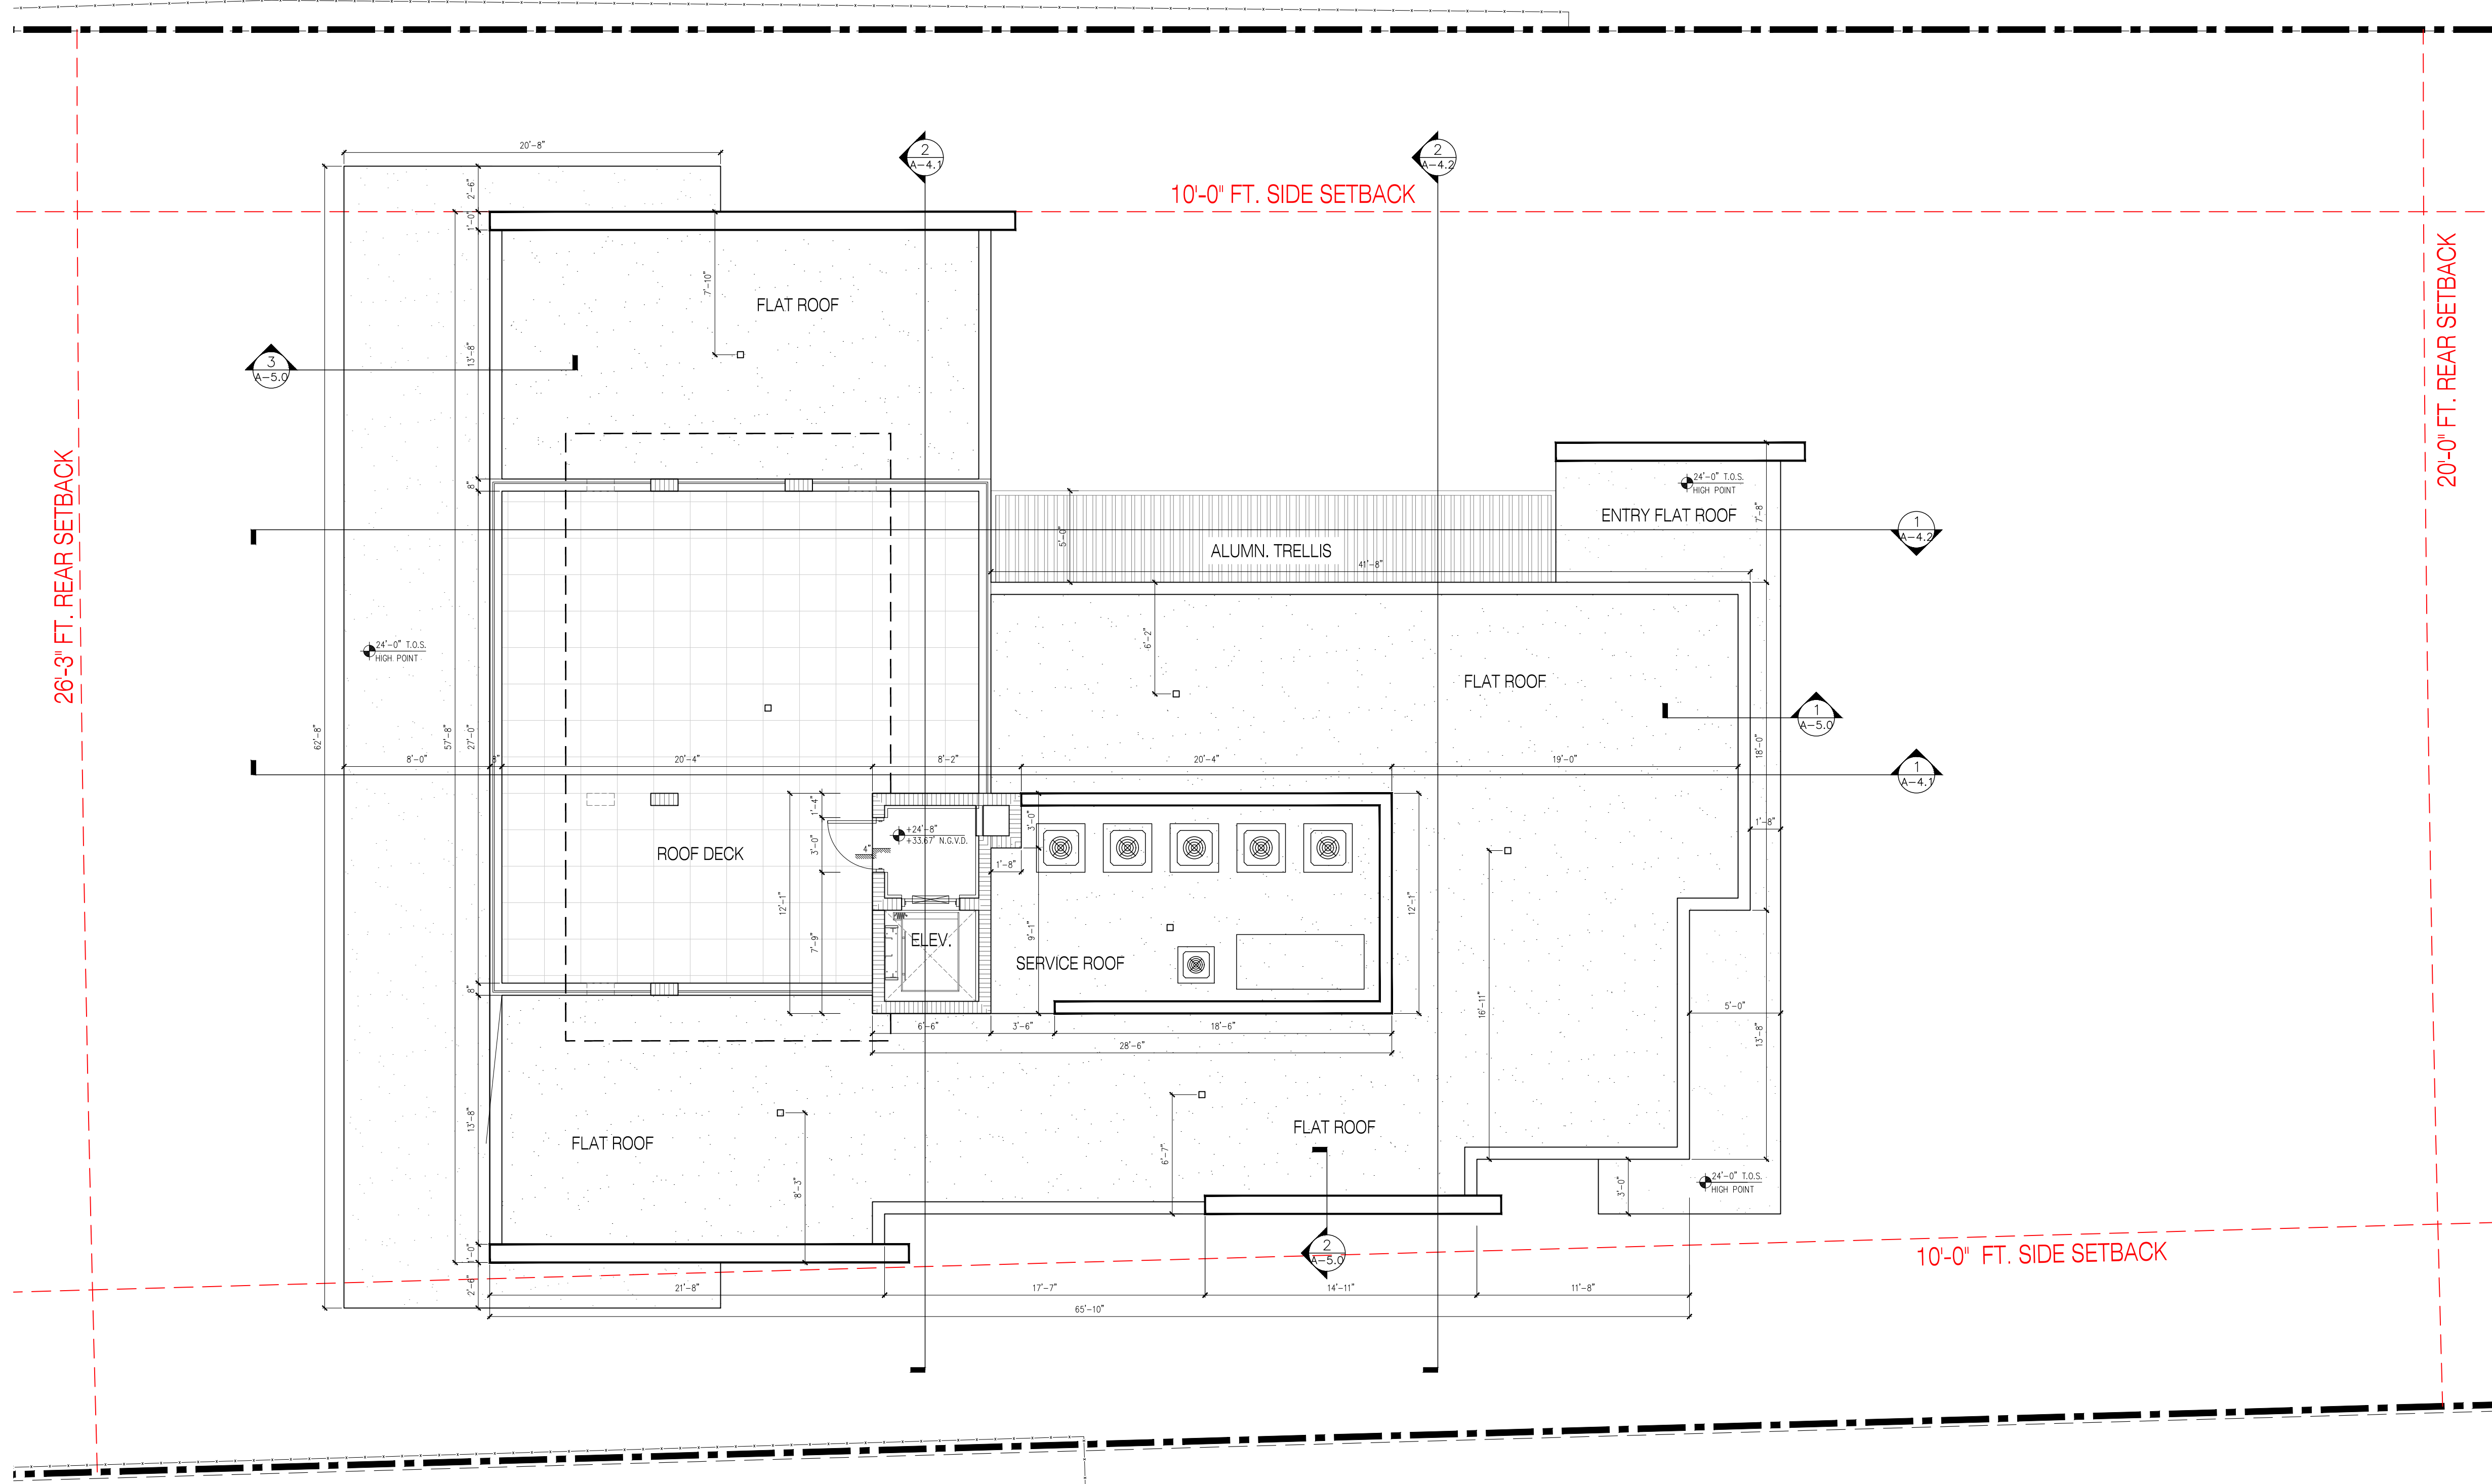 20'-8"
2
A-4.1
2
A-4.2
10'-0" FT. SIDE SETBACK
2'-6"
1'-0"
20'-0" FT. REAR SETBACK
7'-10"
FLAT ROOF
13'-8"
3
A-5.0
26'-3" FT. REAR SETBACK
8"
24'-0" T.O.S.
HIGH POINT
ENTRY FLAT ROOF
7'-8"
1
A-4.2
5'-0"
ALUMN. TRELLIS
41'-8"
6'-2"
24'-0" T.O.S.
HIGH POINT
FLAT ROOF
1
A-5.0
62'-8"
57'-8"
27'-0"
18'-0"
8'-0"
8"
20'-4"
8'-2"
20'-4"
19'-0"
1
A-4.1
1'-4"
3'-0"
4"
+24'-8"
+33.67' N.G.V.D.
3'-0"
1'-8"
1'-8"
ROOF DECK
12'-1"
12'-1"
7'-9"
ELEV.
9'-1"
SERVICE ROOF
8"
16'-11"
5'-0"
6'-6"
3'-6"
18'-6"
28'-6"
13'-8"
13'-8"
FLAT ROOF
FLAT ROOF
6'-7"
8'-3"
3'-0"
24'-0" T.O.S.
HIGH POINT
1'-0"
2'-6"
2
A-5.0
10'-0" FT. SIDE SETBACK
21'-8"
17'-7"
14'-11"
11'-8"
65'-10"